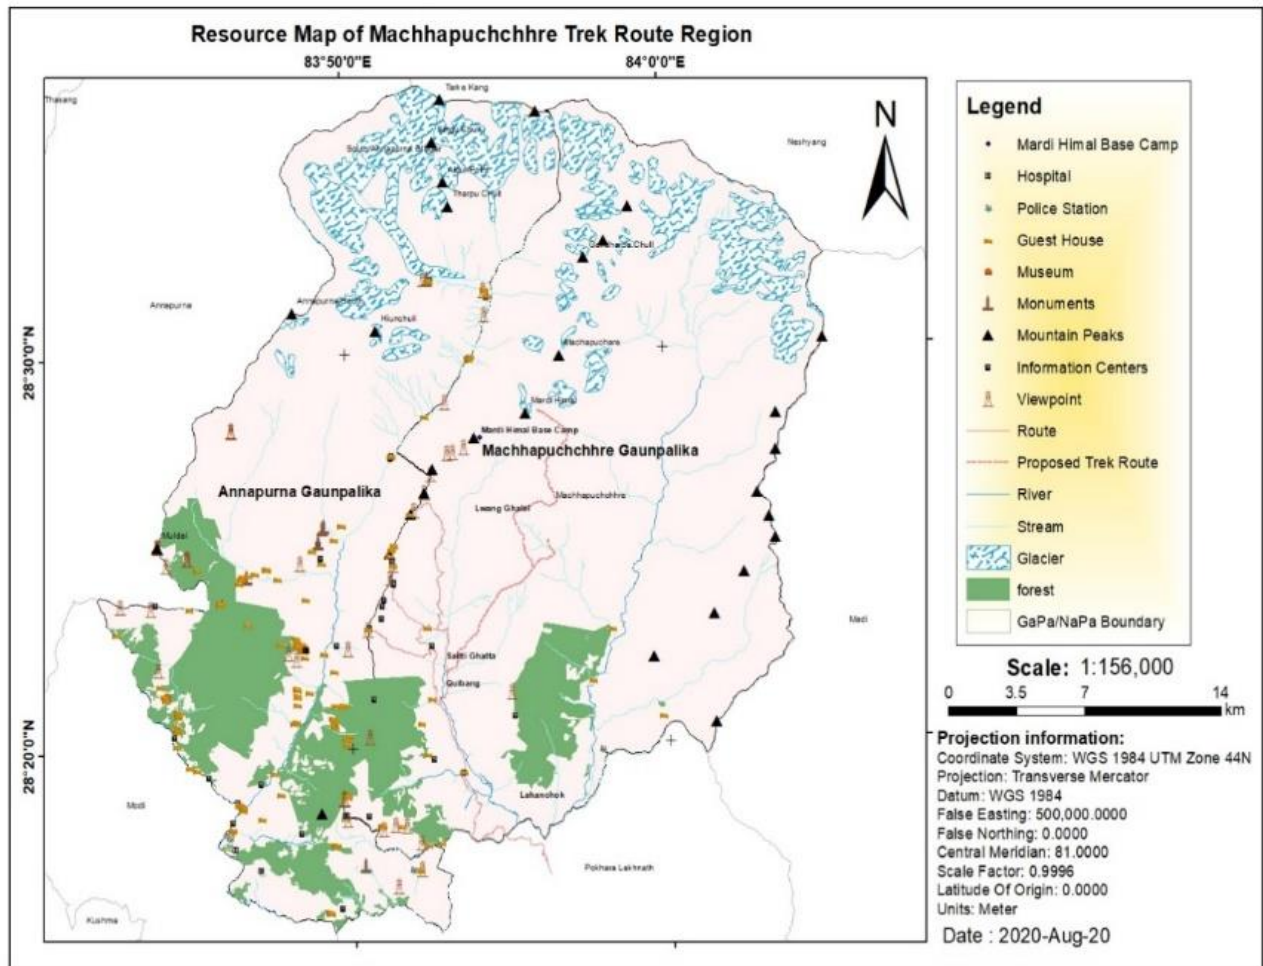 Resource Map of Machhapuchchhre Trek Route Region
83°50'0"E
84°0'0"E
Thasang
Tarke Kang
Neshyang
Tharpu Chuli
Annapurna
Hiunchuli
28°30'0"N
Machapuchare
Mardi Himal
Mardi Himal Base Camp
Machhapuchchhre Gaunpalika
Annapurna Gaunpalika
Machhapuchchhre
Lwang Ghalel
Muldai
Madi
Sakti Ghatta
Quibang
28°20'0"N
Lahanchok
Modi
Pokhara Lakhnath
Kushma
N
Legend
Mardi Himal Base Camp
Hospital
Police Station
Guest House
Museum
Monuments
Mountain Peaks
Information Centers
Viewpoint
Route
Proposed Trek Route
River
Stream
Glacier
forest
GaPa/NaPa Boundary
Scale: 1:156,000
0 3.5 7 14
km
Projection information:
Coordinate System: WGS 1984 UTM Zone 44N
Projection: Transverse Mercator
Datum: WGS 1984
False Easting: 500,000.0000
False Northing: 0.0000
Central Meridian: 81.0000
Scale Factor: 0.9996
Latitude Of Origin: 0.0000
Units: Meter
Date : 2020-Aug-20